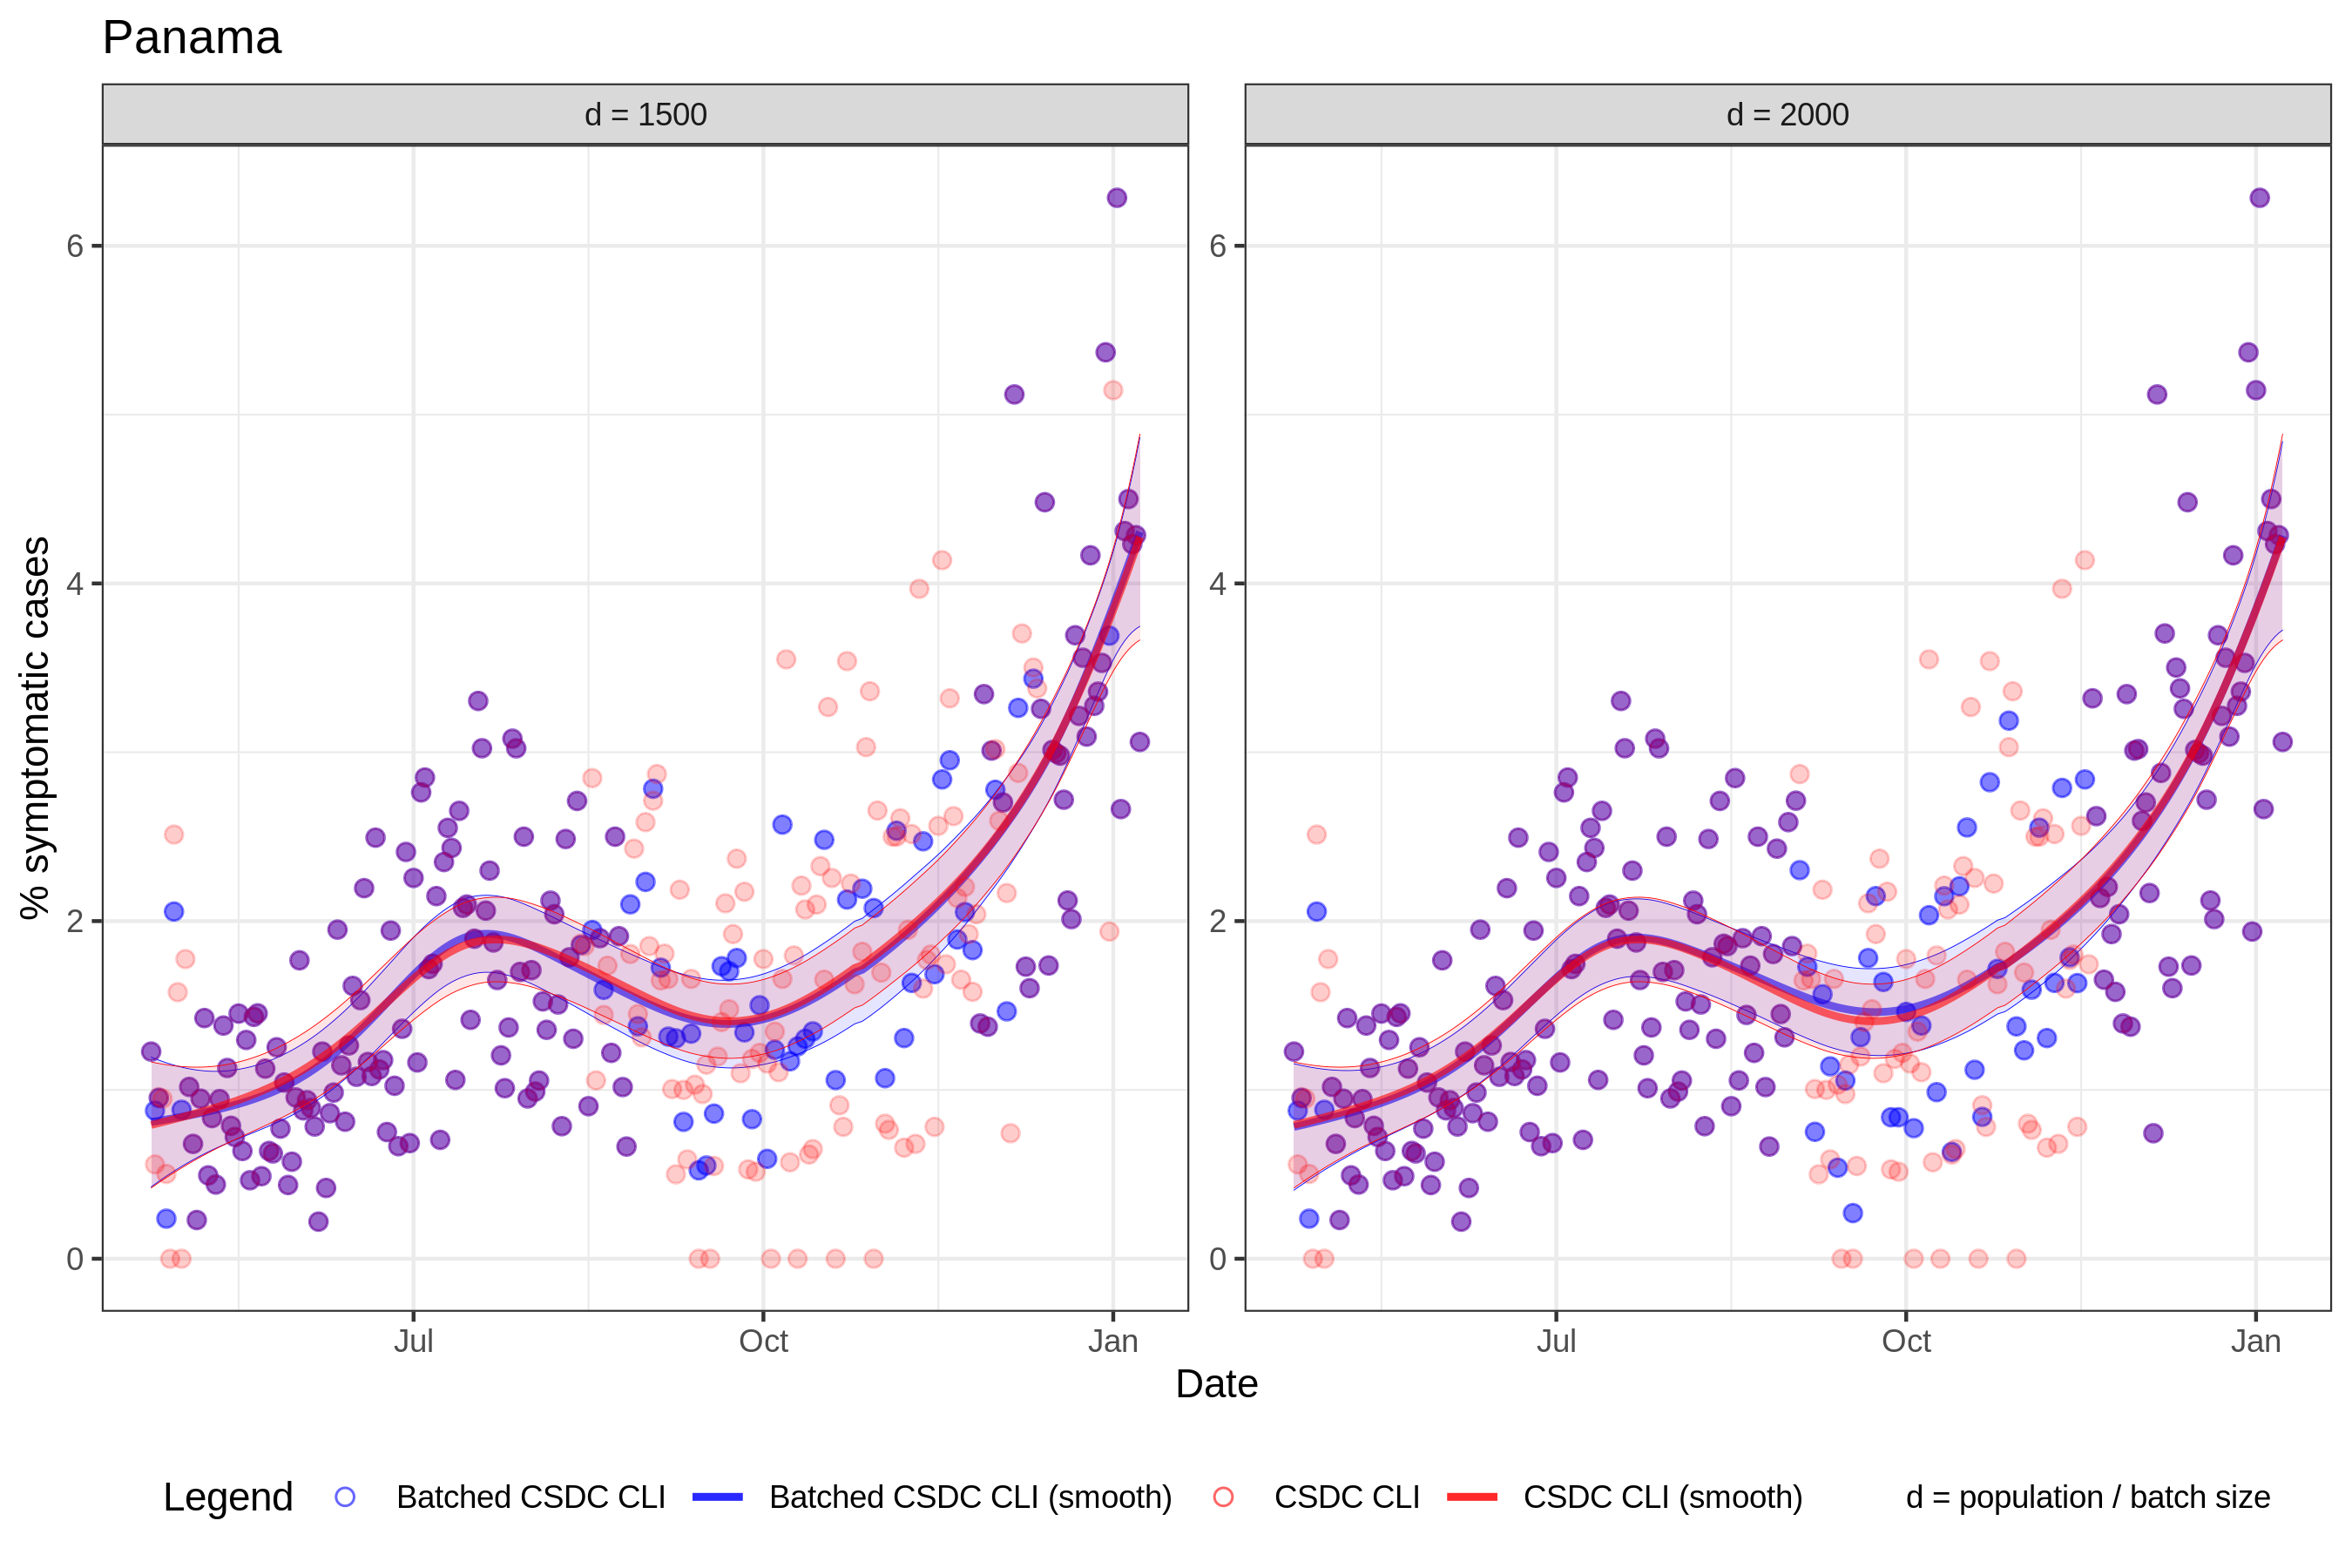 Panama
d = 1500
d = 2000
% symptomatic cases
6
4
2
0
6
4
2
0
Jul
Oct
Jan
Jul
Oct
Jan
Date
Legend
Batched CSDC CLI
Batched CSDC CLI (smooth)
CSDC CLI
CSDC CLI (smooth)
d = population / batch size